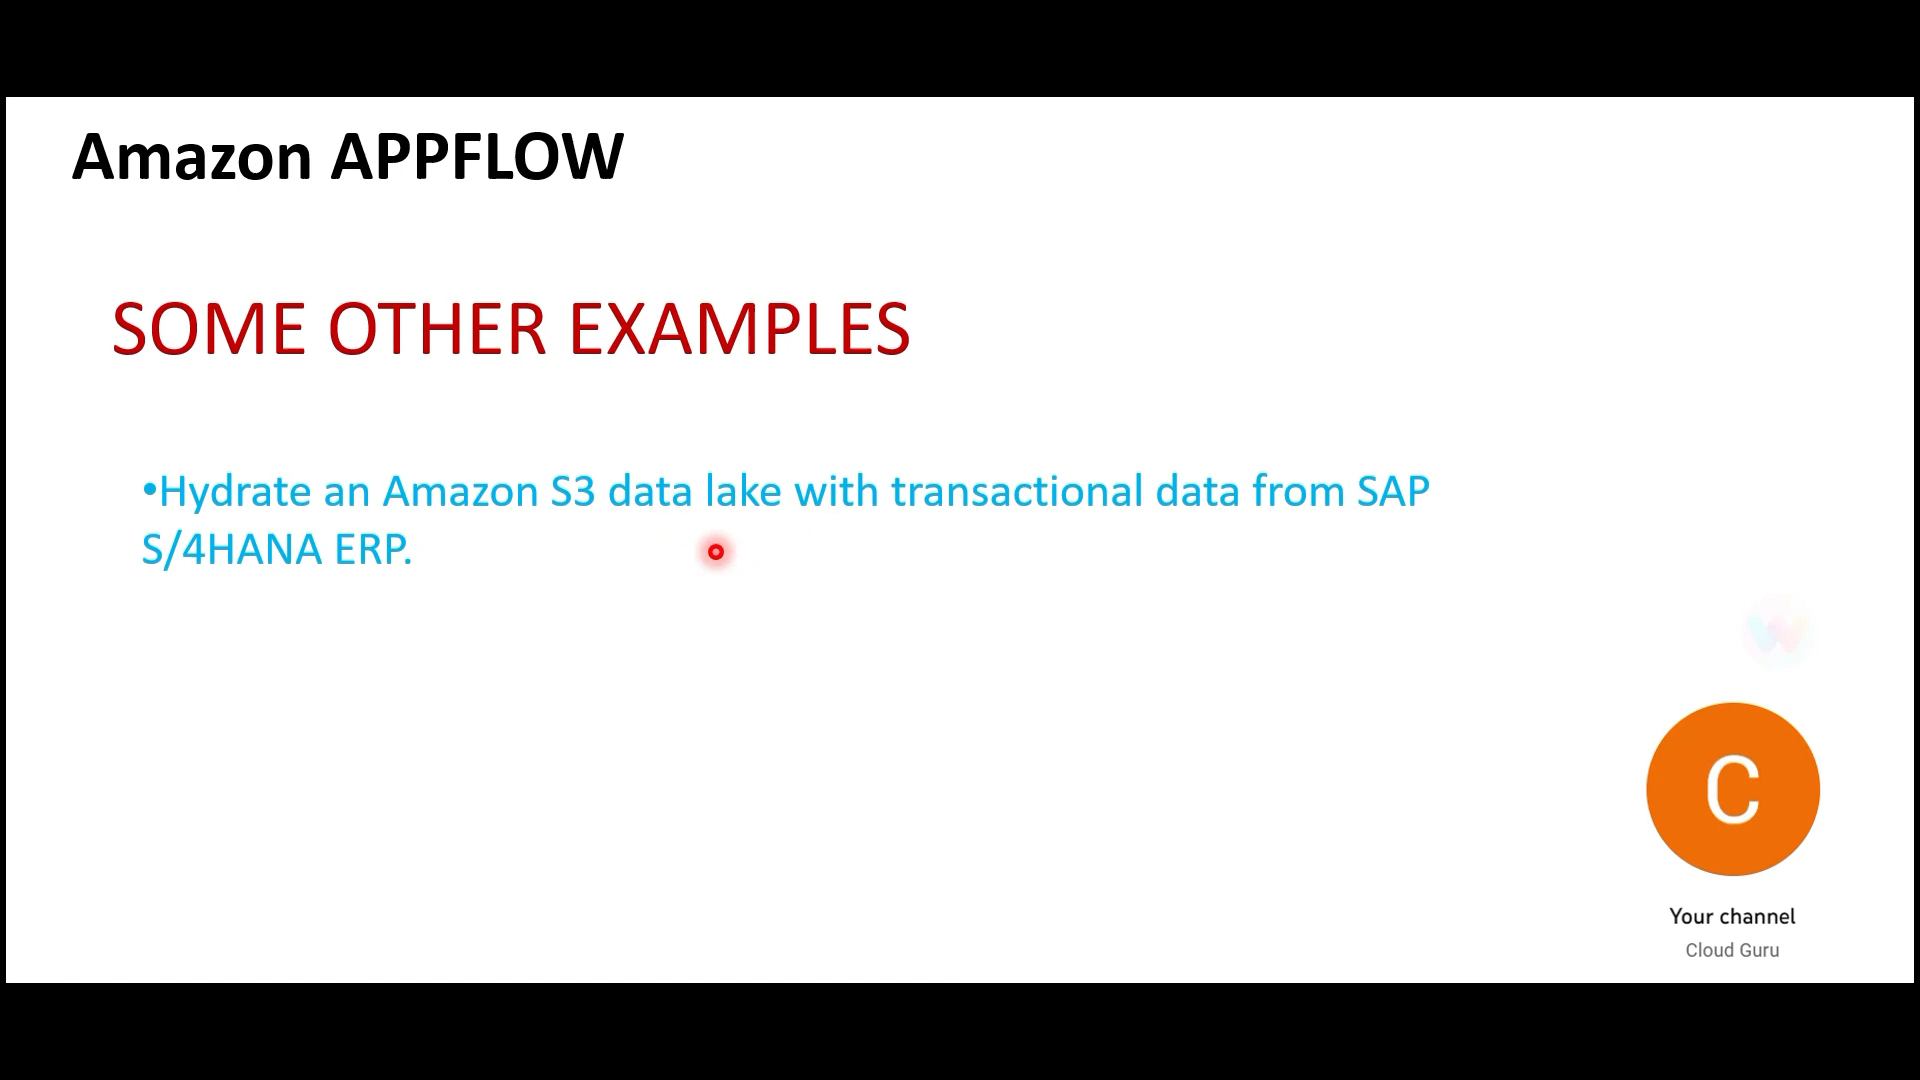 Amazon APPFLOW
SOME OTHER EXAMPLES
•Hydrate an Amazon S3 data lake with transactional data from SAP
S/4HANA ERP.
W
C
Your channel
Cloud Guru